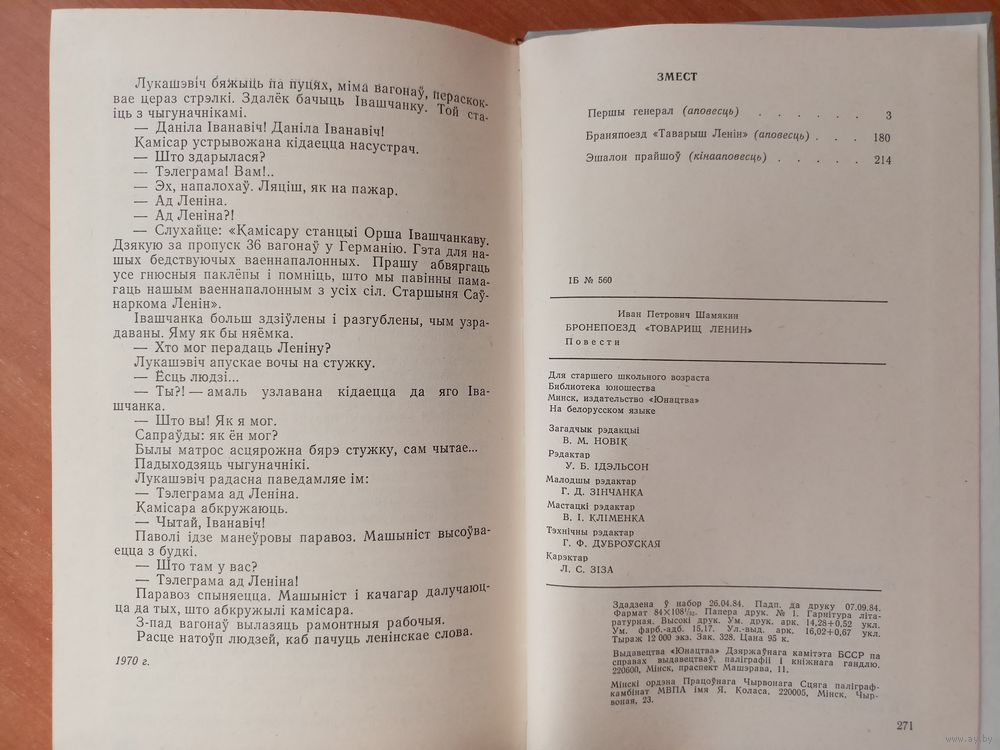 Лукашэвіч бяжыць па пуцях, міма вагонаў, пераскок-
вае цераз стрэлкі. Здалёк бачыць Івашчанку. Той ста-
іць з чыгуначнікамі.
— Даніла Іванавіч! Даніла Іванавіч!
Камісар устрывожана кідаецца насустрач.
— Што здарылася?
— Тэлеграма! Вам!..
— Эх, напалохаў. Ляціш, як на пажар.
— Ад Леніна.
— Ад Леніна?!
— Слухайце: «Камісару станцыі Орша Івашчанкаву.
Дзякую за пропуск 36 вагонаў у Германію. Гэта для на-
шых бедствуючых ваеннапалонных. Прашу абвяргаць
усе гнюсныя паклёпы і помніць, што мы павінны пама-
гаць нашым ваеннапалонным з усіх сіл. Старшыня Саў-
наркома Ленін».
Івашчанка больш здзіўлены і разгублены, чым узра-
даваны. Яму як бы няёмка.
— Хто мог перадаць Леніну?
Лукашэвіч апускае вочы на стужку.
— Ёсць людзі...
— Ты?! — амаль узлавана кідаецца да яго Іва-
шчанка.
— Што вы! Як я мог.
Сапраўды: як ён мог?
Былы матрос асцярожна бярэ стужку, сам чытае...
Падыходзяць чыгуначнікі.
Лукашэвіч радасна паведамляе ім:
— Тэлеграма ад Леніна.
Камісара абкружаюць.
— Чытай, Іванавіч!
Паволі ідзе манеўровы паравоз. Машыніст высоўва-
ецца з будкі.
— Што там у вас?
— Тэлеграма ад Леніна!
Паравоз спыняецца. Машыніст і качагар далучаюц-
ца да тых, што абкружылі камісара.
З-пад вагонаў вылазяць рамонтныя рабочыя.
Расце натоўп людзей, каб пачуць ленінскае слова.
1970 г.
ЗМЕСТ
Першы генерал (аповесць) . . . . . . 3
Браняпоезд «Таварыш Ленін» (аповесць) . . . 180
Эшалон прайшоў (кінааповесць) . . . . . 214
ІБ № 560
Иван Петрович Шамякин
БРОНЕПОЕЗД «ТОВАРИЩ ЛЕНИН»
Повести
Для старшего школьного возраста
Библиотека юношества
Минск, издательство «Юнацтва»
На белорусском языке
Загадчык рэдакцыі
В. М. НОВІК
Рэдактар
У. Б. ІДЭЛЬСОН
Малодшы рэдактар
Г. Д. ЗІНЧАНКА
Мастацкі рэдактар
В. І. КЛІМЕНКА
Тэхнічны рэдактар
Г. Ф. ДУБРОЎСКАЯ
Карэктар
Л. С. ЗІЗА
Здадзена ў набор 26.04.84. Падп. да друку 07.09.84.
Фармат 84×108¹/₃₂. Папера друк. № 1. Гарнітура літа-
ратурная. Высокі друк. Ум. друк. арк. 14,28+0,52 укл.
Ум. фарб.-адб. 15,17. Ул.-выд. арк. 16,02+0,67 укл.
Тыраж 12 000 экз. Зак. 328. Цана 95 к.
Выдавецтва «Юнацтва» Дзяржаўнага камітэта БССР па
справах выдавецтваў, паліграфіі і кніжнага гандлю.
220600, Мінск, праспект Машэрава, 11.
Мінскі ордэна Працоўнага Чырвонага Сцяга паліграф-
камбінат МВПА імя Я. Коласа. 220005, Мінск, Чыр-
воная, 23.
271
www.ay.by